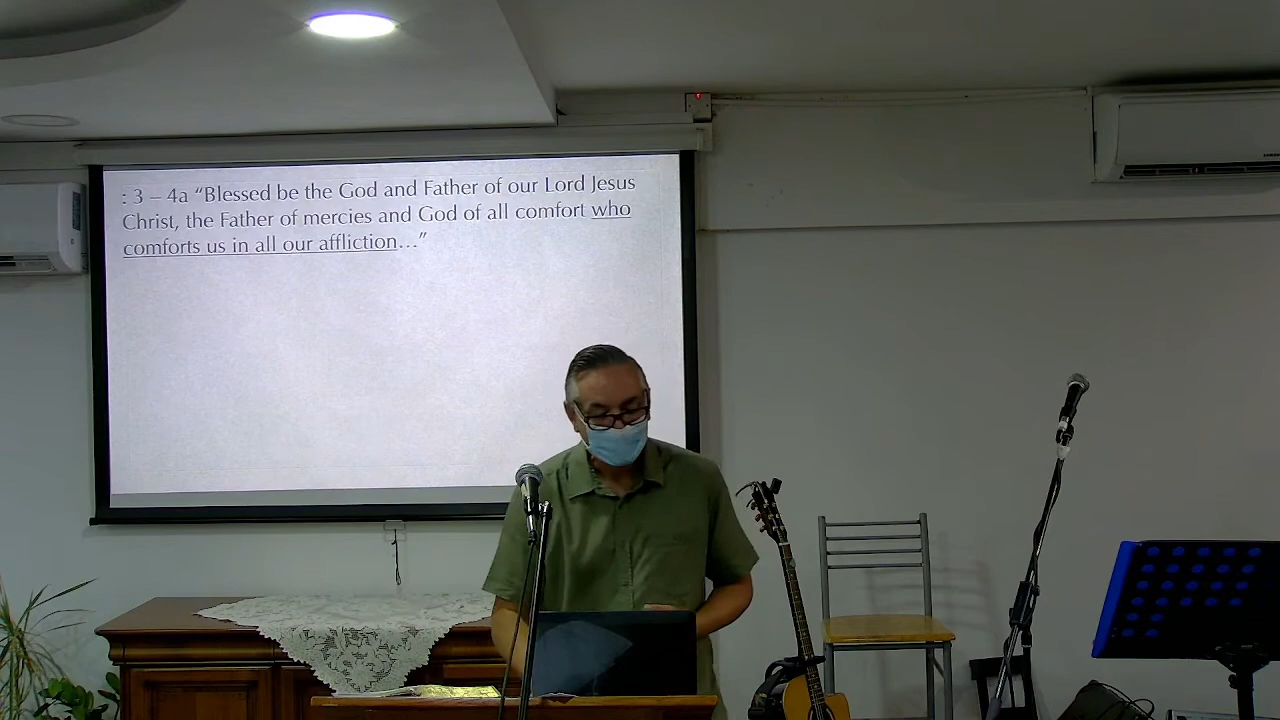 : 3 – 4a “Blessed be the God and Father of our Lord Jesus
Christ, the Father of mercies and God of all comfort who
comforts us in all our affliction…”